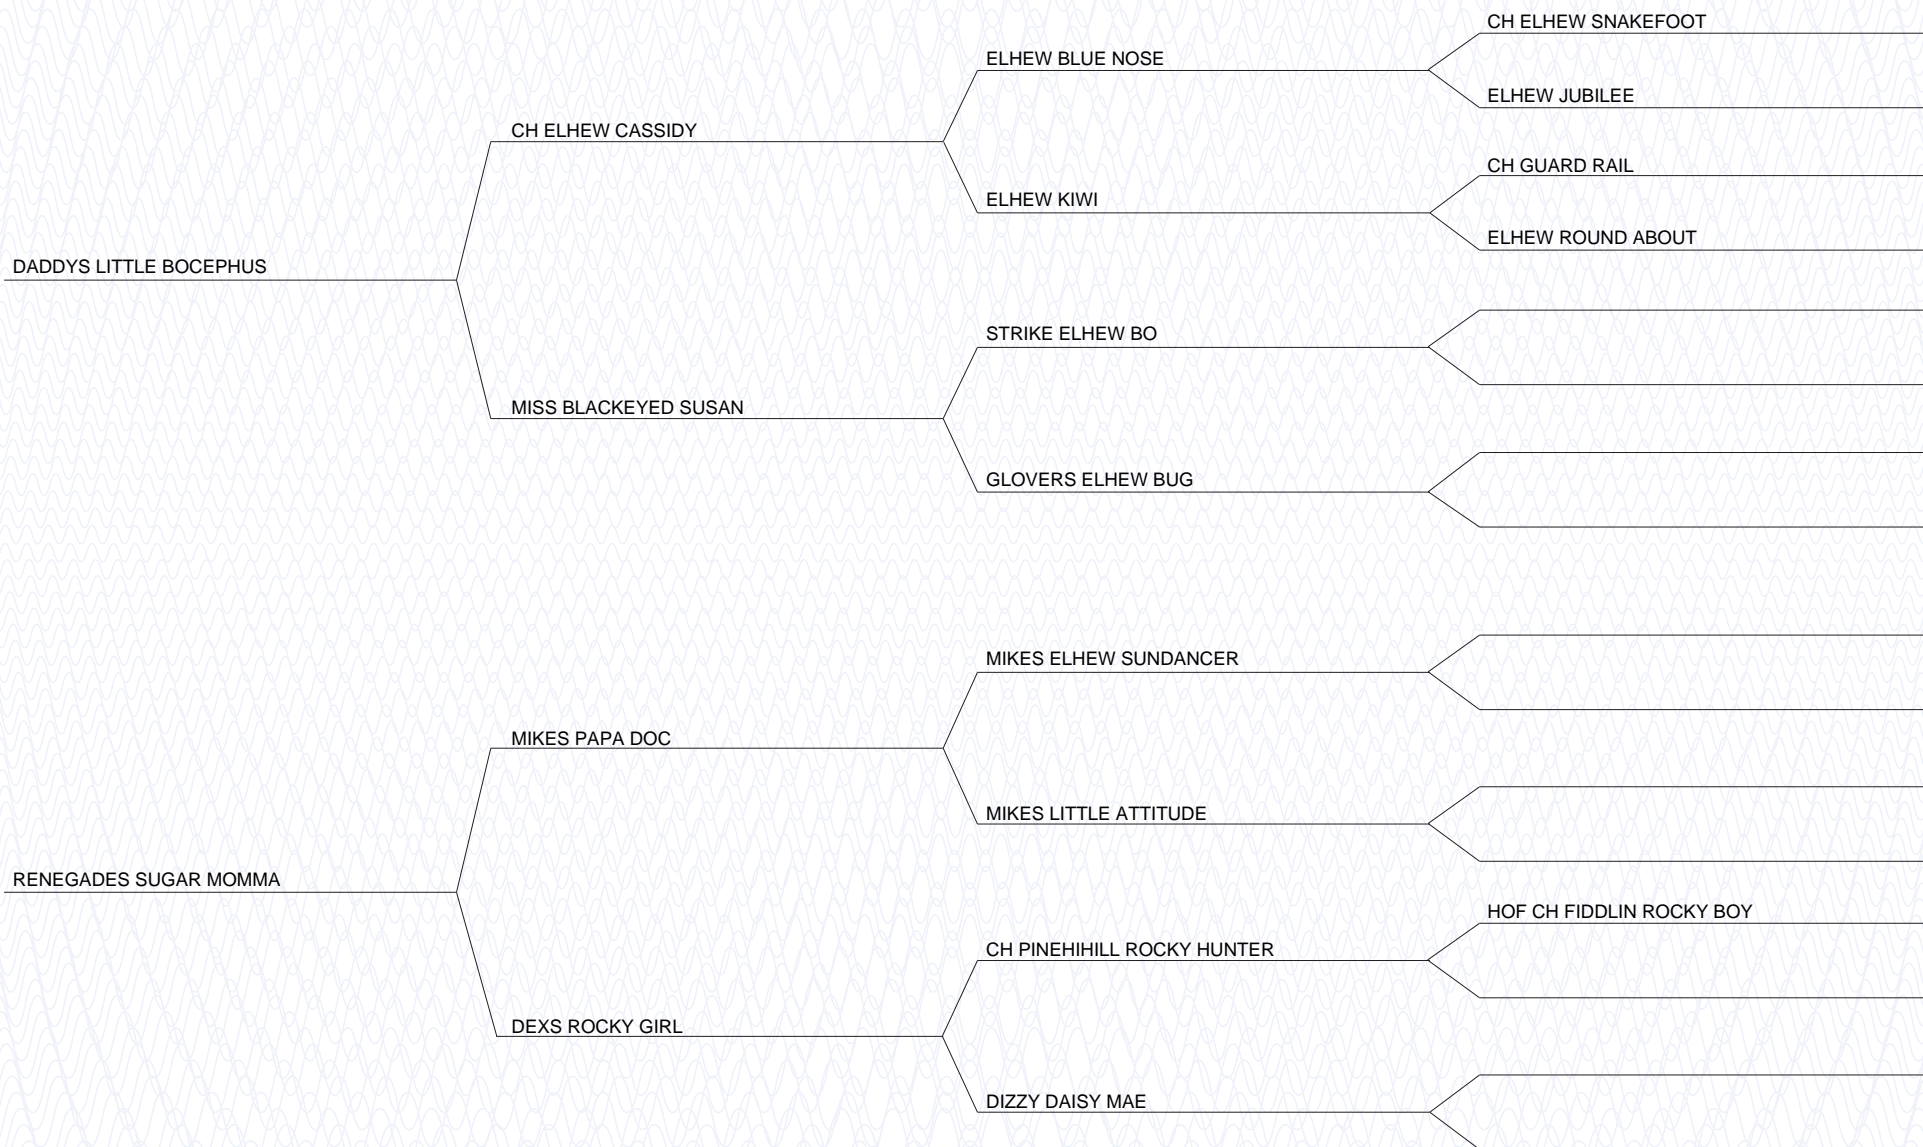 CH ELHEW SNAKEFOOT
ELHEW BLUE NOSE
ELHEW JUBILEE
CH ELHEW CASSIDY
CH GUARD RAIL
ELHEW KIWI
ELHEW ROUND ABOUT
DADDYS LITTLE BOCEPHUS
STRIKE ELHEW BO
MISS BLACKEYED SUSAN
GLOVERS ELHEW BUG
MIKES ELHEW SUNDANCER
MIKES PAPA DOC
MIKES LITTLE ATTITUDE
RENEGADES SUGAR MOMMA
HOF CH FIDDLIN ROCKY BOY
CH PINEHIHILL ROCKY HUNTER
DEXS ROCKY GIRL
DIZZY DAISY MAE